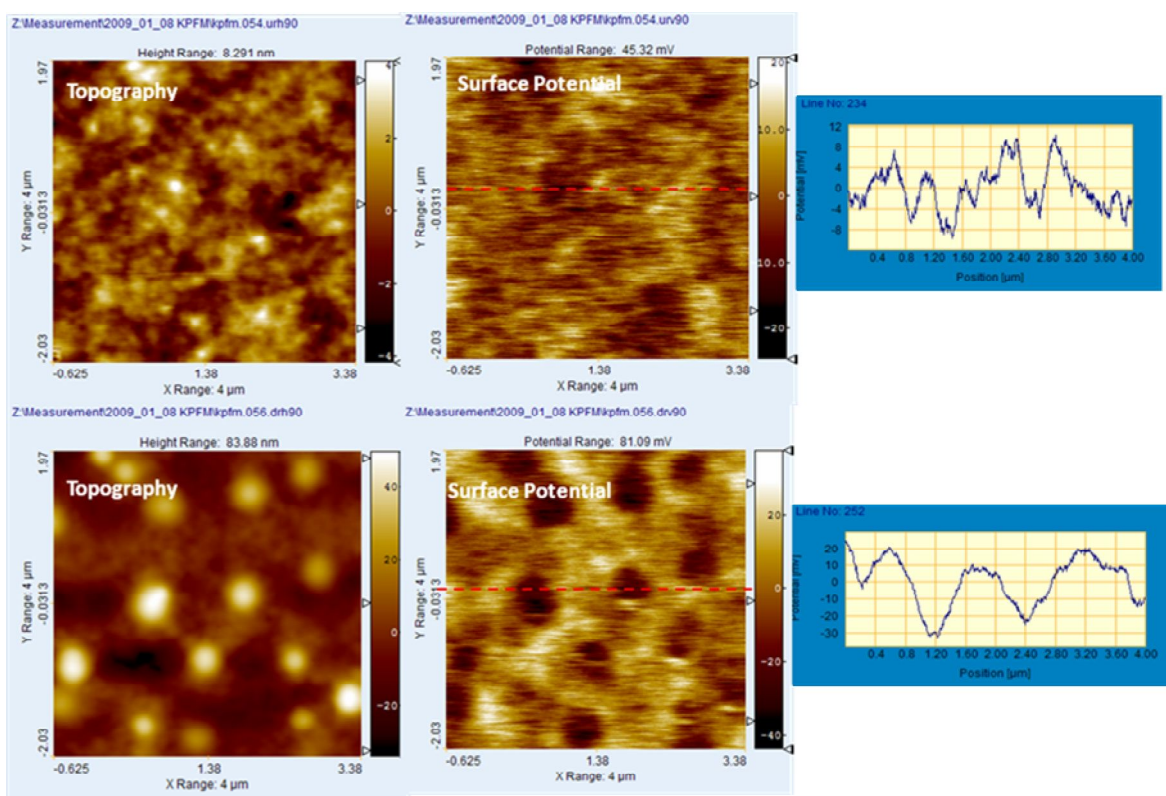 Z:\Measurement\2009_01_08 KPFM\kpfm.054.urh90
Height Range: 8.291 nm
Topography
1.97
Y Range: 4 µm
-0.0313
-2.03
-0.625
1.38
3.38
X Range: 4 µm
4
2
0
-2
-4
Z:\Measurement\2009_01_08 KPFM\kpfm.054.urv90
Potential Range: 45.32 mV
Surface Potential
1.97
Y Range: 4 µm
-0.0313
-2.03
-0.625
1.38
3.38
X Range: 4 µm
20
10.0
0
10.0
-20
Line No: 234
Potential [mV]
12
8
4
0
-4
-8
0.4 0.8 1.20 1.60 2.00 2.40 2.80 3.20 3.60 4.00
Position [µm]
Z:\Measurement\2009_01_08 KPFM\kpfm.056.drh90
Height Range: 83.88 nm
Topography
1.97
Y Range: 4 µm
-0.0313
-2.03
-0.625
1.38
3.38
X Range: 4 µm
40
20
0
-20
Z:\Measurement\2009_01_08 KPFM\kpfm.056.drv90
Potential Range: 81.09 mV
Surface Potential
1.97
Y Range: 4 µm
-0.0313
-2.03
-0.625
1.38
3.38
X Range: 4 µm
20
0
-20
-40
Line No: 252
Potential [mV]
20
10
0
-10
-20
-30
0.4 0.8 1.20 1.60 2.00 2.40 2.80 3.20 3.60 4.00
Position [µm]